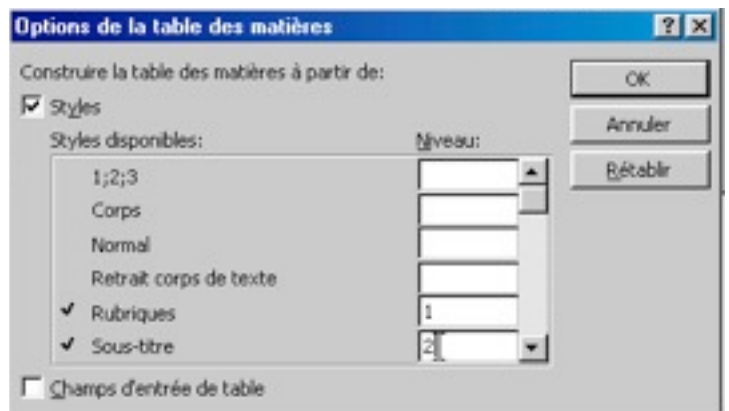 Options de la table des matières
Construire la table des matières à partir de:
OK
Styles
Annuler
Styles disponibles:
Niveau:
Rétablir
1;2;3
Corps
Normal
Retrait corps de texte
Rubriques 1
Sous-titre 2
Champs d'entrée de table